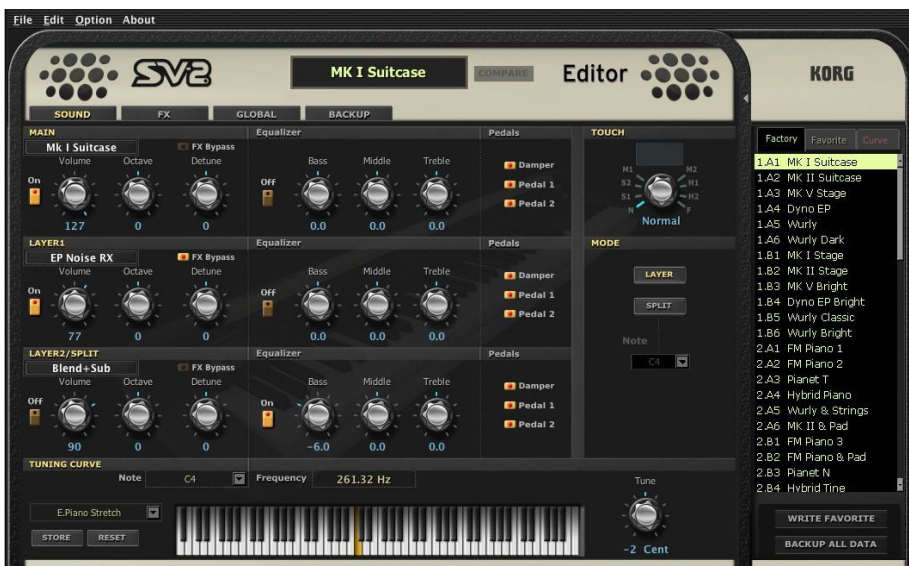 File Edit Option About
SV2
MK I Suitcase
COMPARE
Editor
KORG
SOUND FX GLOBAL BACKUP
MAIN
Mk I Suitcase
FX Bypass
Volume Octave Detune
On
127 0 0
Equalizer
Bass Middle Treble
Off
0.0 0.0 0.0
Pedals
Damper
Pedal 1
Pedal 2
TOUCH
M1 M2
S2 H1
S1 H2
N F
Normal
LAYER1
EP Noise RX
FX Bypass
Volume Octave Detune
On
77 0 0
Equalizer
Bass Middle Treble
Off
0.0 0.0 0.0
Pedals
Damper
Pedal 1
Pedal 2
MODE
LAYER
SPLIT
Note
C4
LAYER2/SPLIT
Blend+Sub
FX Bypass
Volume Octave Detune
Off
90 0 0
Equalizer
Bass Middle Treble
On
-6.0 0.0 0.0
Pedals
Damper
Pedal 1
Pedal 2
TUNING CURVE
Note C4 Frequency 261.32 Hz
E.Piano Stretch
STORE RESET
Tune
-2 Cent
Factory Favorite Curve
1.A1 MK I Suitcase
1.A2 MK II Suitcase
1.A3 MK V Stage
1.A4 Dyno EP
1.A5 Wurly
1.A6 Wurly Dark
1.B1 MK I Stage
1.B2 MK II Stage
1.B3 MK V Bright
1.B4 Dyno EP Bright
1.B5 Wurly Classic
1.B6 Wurly Bright
2.A1 FM Piano 1
2.A2 FM Piano 2
2.A3 Pianet T
2.A4 Hybrid Piano
2.A5 Wurly & Strings
2.A6 MK II & Pad
2.B1 FM Piano 3
2.B2 FM Piano & Pad
2.B3 Pianet N
2.B4 Hybrid Tine
WRITE FAVORITE
BACKUP ALL DATA